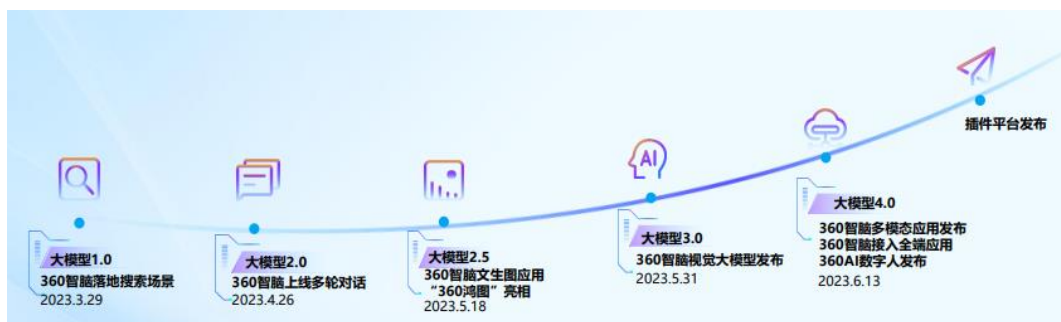 大模型1.0
360智脑落地搜索场景
2023.3.29
大模型2.0
360智脑上线多轮对话
2023.4.26
大模型2.5
360智脑文生图应用
“360鸿图”亮相
2023.5.18
AI
大模型3.0
360智脑视觉大模型发布
2023.5.31
大模型4.0
360智脑多模态应用发布
360智脑接入全端应用
360AI数字人发布
2023.6.13
插件平台发布